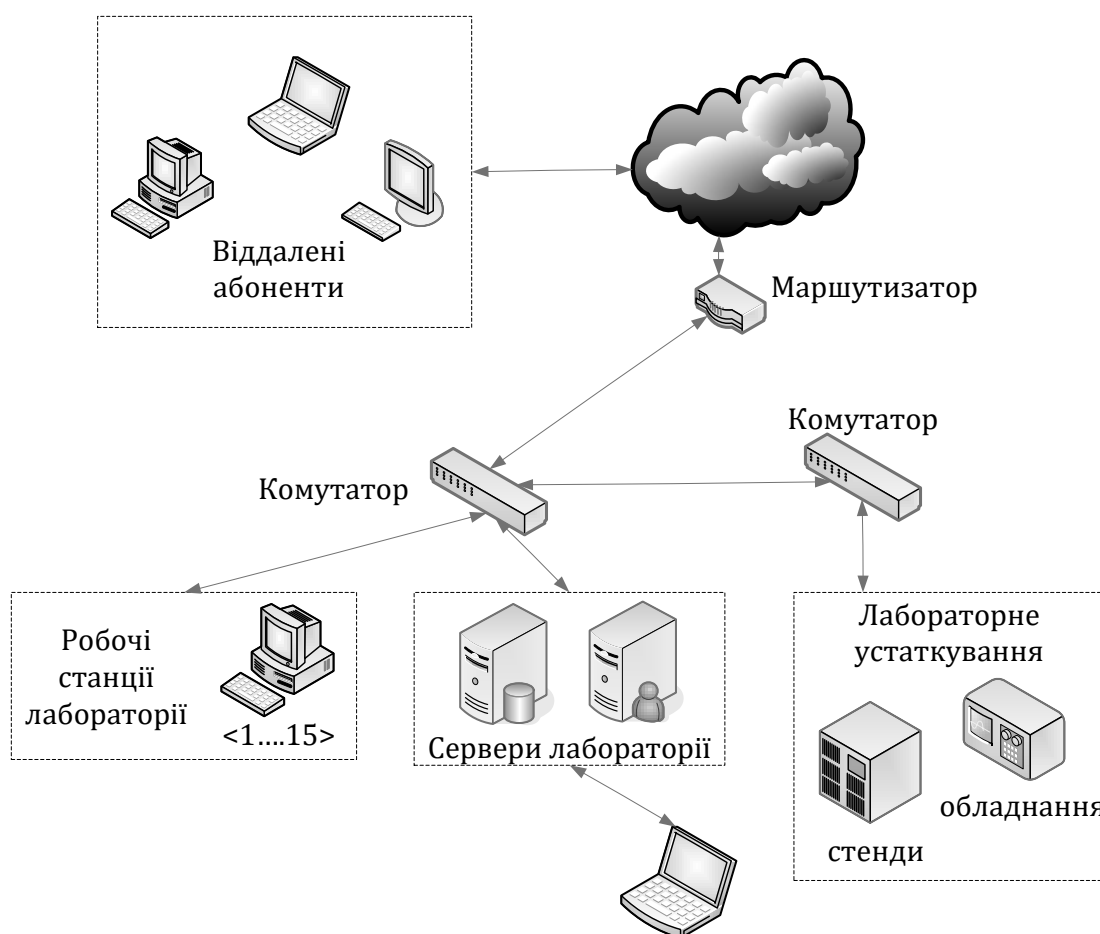 Віддалені
абоненти
Маршутизатор
Комутатор
Комутатор
Робочі
станції
лабораторії
<1....15>
Сервери лабораторії
Лабораторне
устаткування
обладнання
стенди